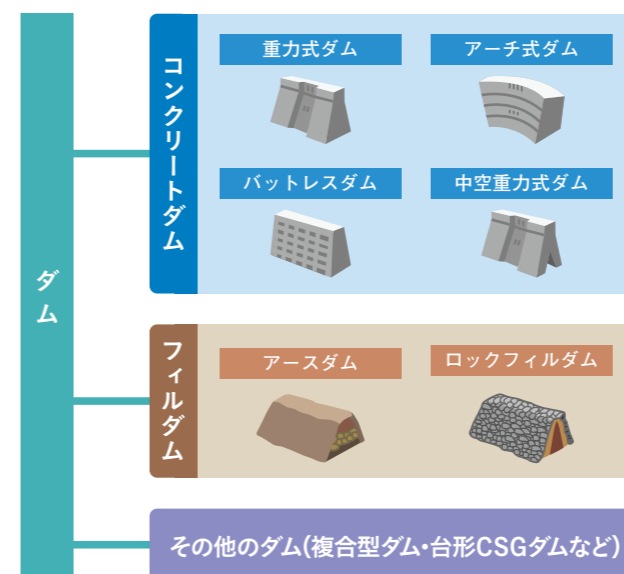 ダム
コンクリートダム
重力式ダム
アーチ式ダム
バットレスダム
中空重力式ダム
フィルダム
アースダム
ロックフィルダム
その他のダム(複合型ダム・台形CSGダムなど)